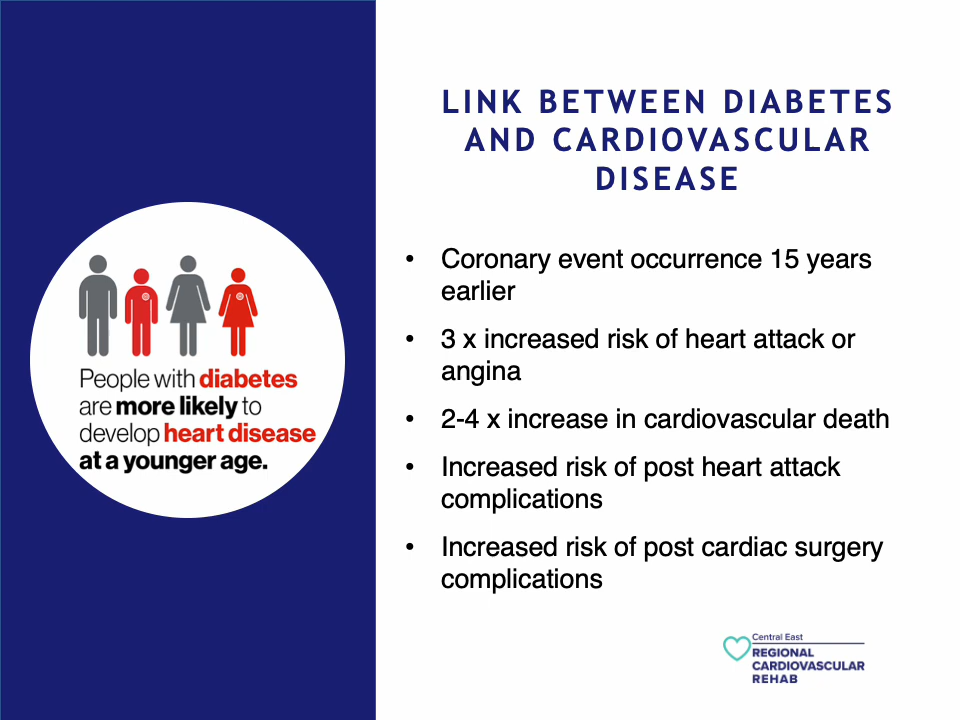 LINK BETWEEN DIABETES
AND CARDIOVASCULAR
DISEASE
People with diabetes
are more likely to
develop heart disease
at a younger age.
• Coronary event occurrence 15 years
earlier
• 3 x increased risk of heart attack or
angina
• 2-4 x increase in cardiovascular death
• Increased risk of post heart attack
complications
• Increased risk of post cardiac surgery
complications
Central East
REGIONAL
CARDIOVASCULAR
REHAB